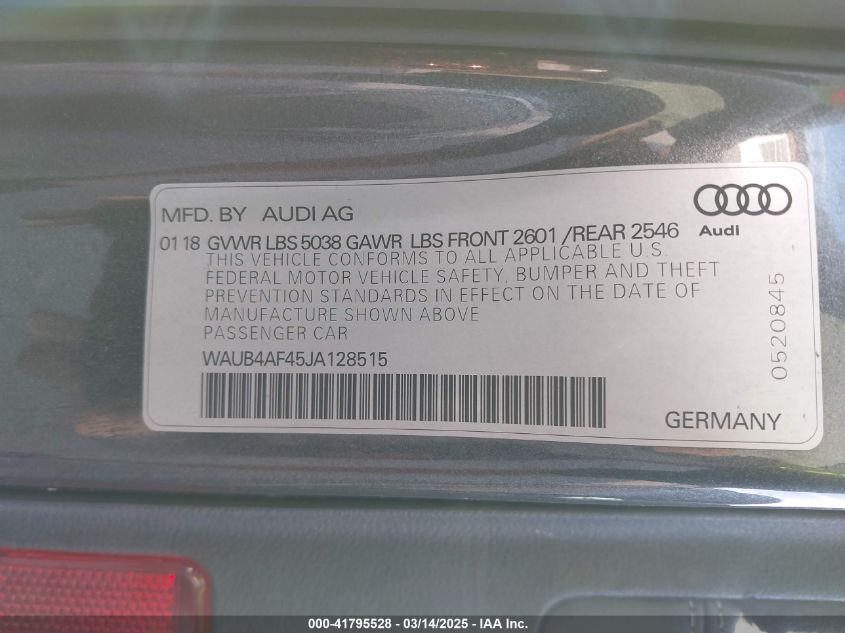 MFD. BY AUDI AG
Audi
01 18 GVWR LBS 5038 GAWR LBS FRONT 2601 /REAR 2546
THIS VEHICLE CONFORMS TO ALL APPLICABLE U.S.
FEDERAL MOTOR VEHICLE SAFETY, BUMPER AND THEFT
PREVENTION STANDARDS IN EFFECT ON THE DATE OF
MANUFACTURE SHOWN ABOVE
PASSENGER CAR
WAUB4AF45JA128515
0520845
GERMANY
000-41795528 - 03/14/2025 - IAA Inc.